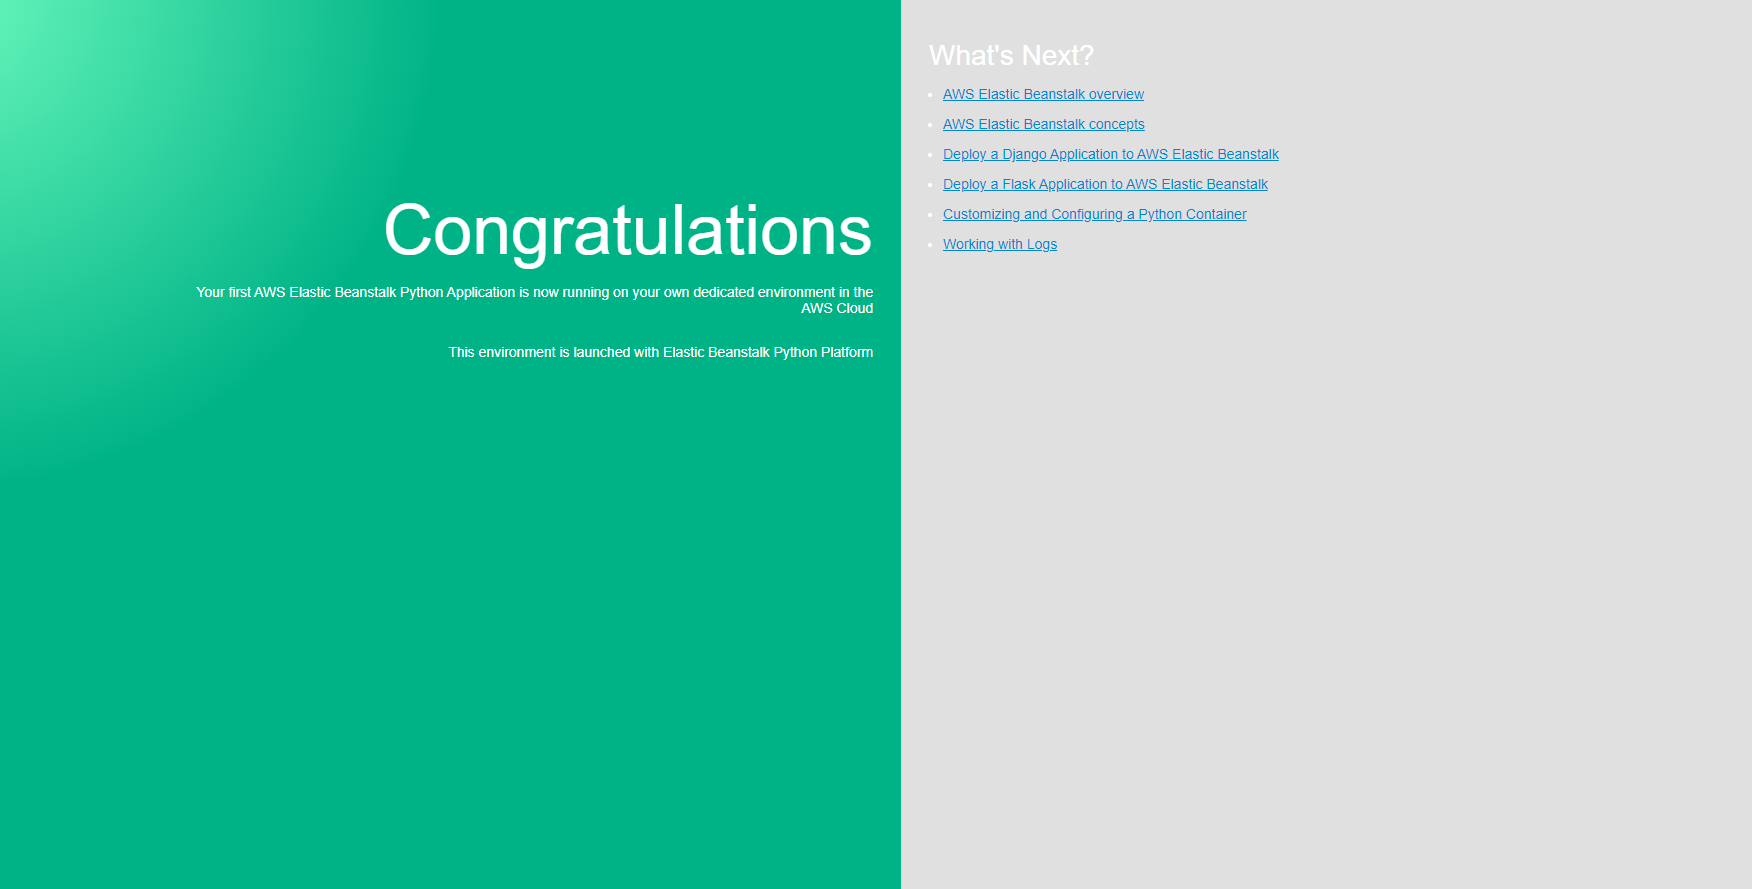 Congratulations
Your first AWS Elastic Beanstalk Python Application is now running on your own dedicated environment in the
AWS Cloud
This environment is launched with Elastic Beanstalk Python Platform
What's Next?
AWS Elastic Beanstalk overview
AWS Elastic Beanstalk concepts
Deploy a Django Application to AWS Elastic Beanstalk
Deploy a Flask Application to AWS Elastic Beanstalk
Customizing and Configuring a Python Container
Working with Logs